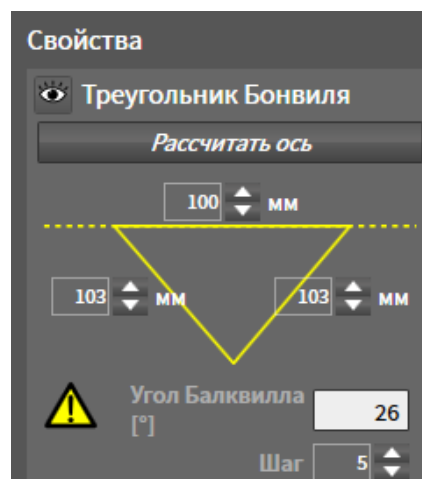 Свойства
Треугольник Бонвиля
Рассчитать ось
100 мм
103 мм 103 мм
Угол Балквилла
[°] 26
Шаг 5